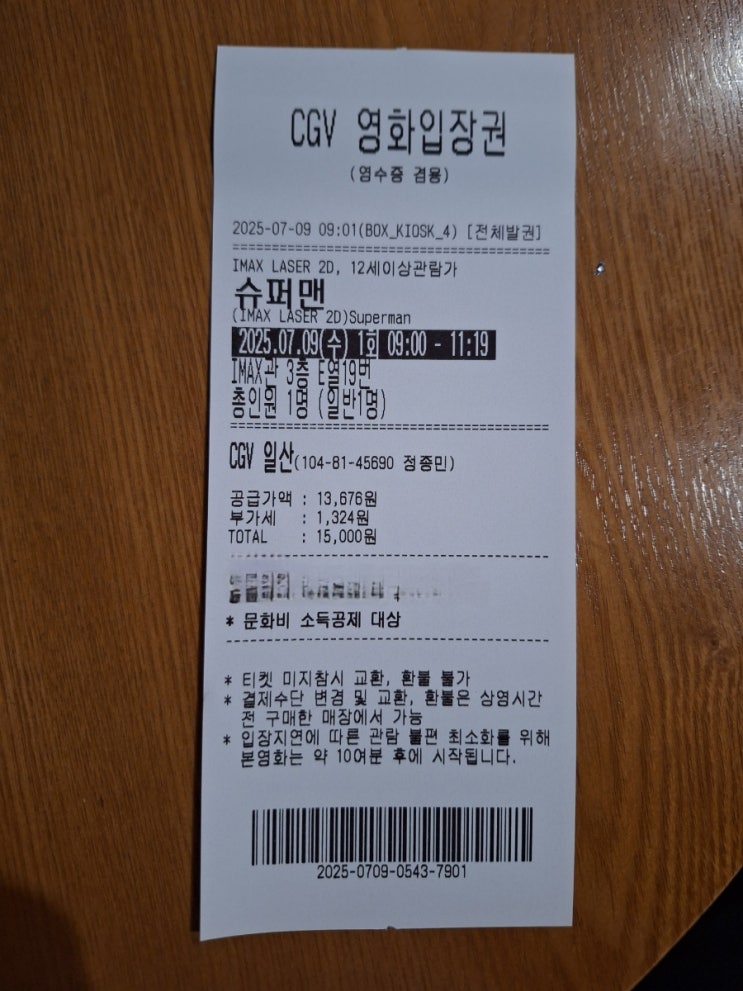 CGV 영화입장권
(영수증 겸용)
2025-07-09 09:01(BOX_KIOSK_4) [전체발권]
IMAX LASER 2D, 12세이상관람가
슈퍼맨
(IMAX LASER 2D)Superman
2025.07.09(수) 1회 09:00 - 11:19
IMAX관 3층 E열19번
총인원 1명 (일반1명)
CGV 일산(104-81-45690 정종민)
공급가액 : 13,676원
부가세 : 1,324원
TOTAL : 15,000원
* 문화비 소득공제 대상
* 티켓 미지참시 교환, 환불 불가
* 결제수단 변경 및 교환, 환불은 상영시간
전 구매한 매장에서 가능
* 입장지연에 따른 관람 불편 최소화를 위해
본영화는 약 10여분 후에 시작됩니다.
2025-0709-0543-7901